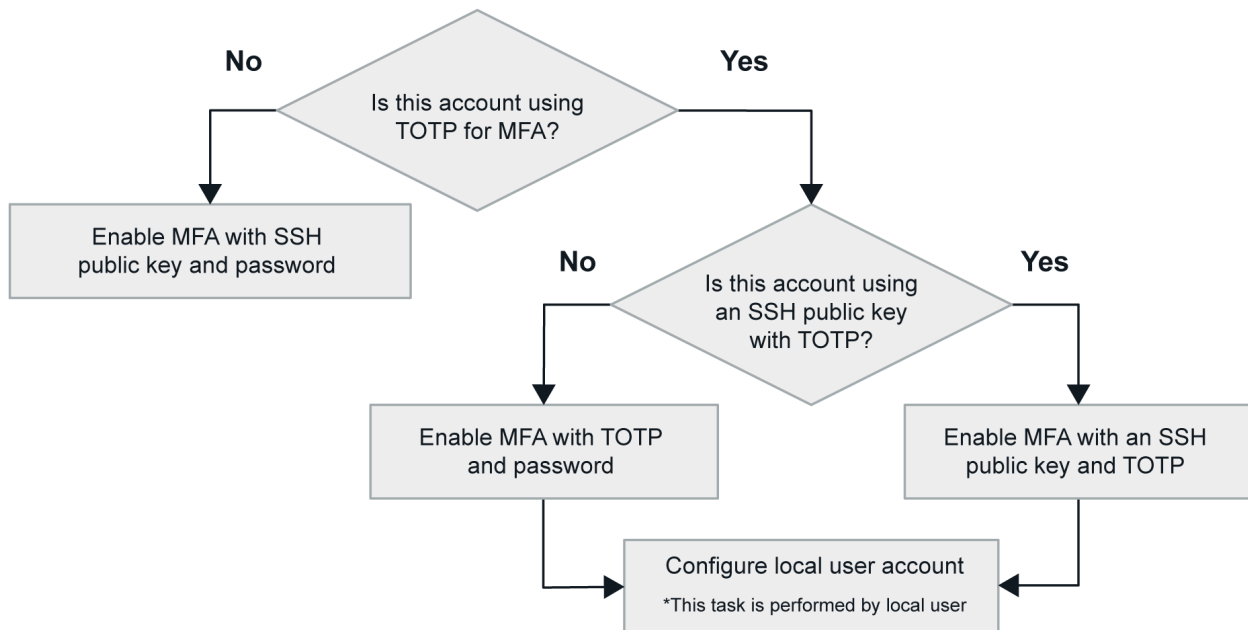 No
Yes
Is this account using
TOTP for MFA?
Enable MFA with SSH
public key and password
No
Yes
Is this account using
an SSH public key
with TOTP?
Enable MFA with TOTP
and password
Enable MFA with an SSH
public key and TOTP
Configure local user account
*This task is performed by local user